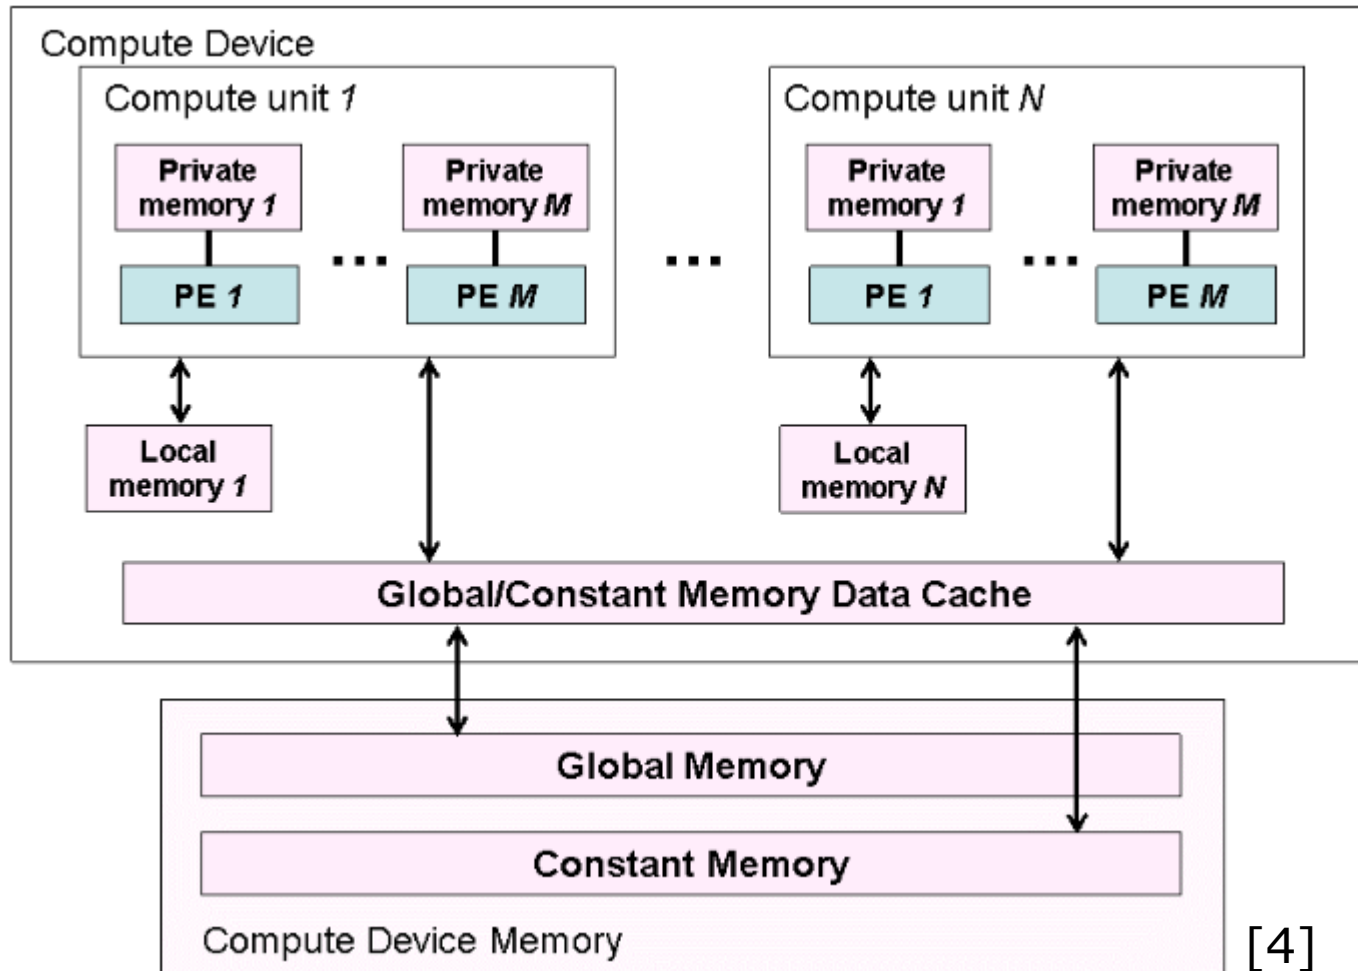 Compute Device
Compute unit 1
Compute unit N
Private
memory 1
Private
memory M
Private
memory 1
Private
memory M
...
...
...
PE 1
PE M
PE 1
PE M
Local
memory 1
Local
memory N
Global/Constant Memory Data Cache
Global Memory
Constant Memory
Compute Device Memory
[4]